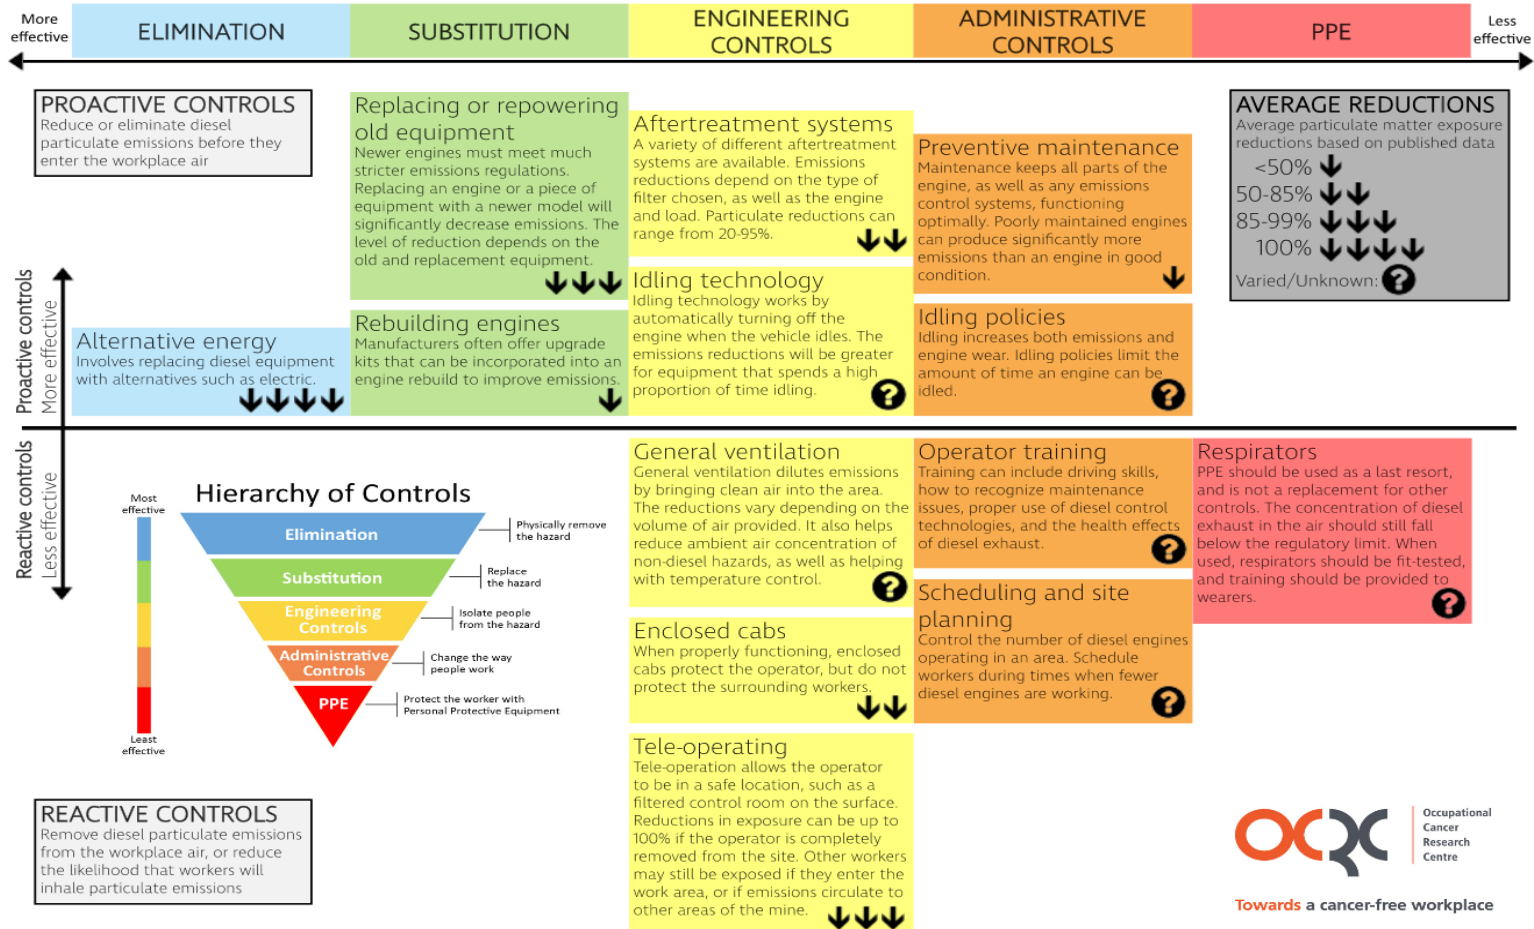 More
effective
ELIMINATION
SUBSTITUTION
ENGINEERING
CONTROLS
ADMINISTRATIVE
CONTROLS
PPE
Less
effective
PROACTIVE CONTROLS
Reduce or eliminate diesel
particulate emissions before they
enter the workplace air
Replacing or repowering
old equipment
Newer engines must meet much
stricter emissions regulations.
Replacing an engine or a piece of
equipment with a newer model will
significantly decrease emissions. The
level of reduction depends on the
old and replacement equipment.
Aftertreatment systems
A variety of different aftertreatment
systems are available. Emissions
reductions depend on the type of
filter chosen, as well as the engine
and load. Particulate reductions can
range from 20-95%.
Preventive maintenance
Maintenance keeps all parts of the
engine, as well as any emissions
control systems, functioning
optimally. Poorly maintained engines
can produce significantly more
emissions than an engine in good
condition.
AVERAGE REDUCTIONS
Average particulate matter exposure
reductions based on published data
<50%
50-85%
85-99%
100%
Varied/Unknown: ?
Proactive controls
More effective
Alternative energy
Involves replacing diesel equipment
with alternatives such as electric.
Rebuilding engines
Manufacturers often offer upgrade
kits that can be incorporated into an
engine rebuild to improve emissions.
Idling technology
Idling technology works by
automatically turning off the
engine when the vehicle idles. The
emissions reductions will be greater
for equipment that spends a high
proportion of time idling.
?
Idling policies
Idling increases both emissions and
engine wear. Idling policies limit the
amount of time an engine can be
idled.
?
Reactive controls
Less effective
Hierarchy of Controls
Most
effective
Elimination
Physically remove
the hazard
Substitution
Replace
the hazard
Engineering
Controls
Isolate people
from the hazard
Administrative
Controls
Change the way
people work
PPE
Protect the worker with
Personal Protective Equipment
Least
effective
General ventilation
General ventilation dilutes emissions
by bringing clean air into the area.
The reductions vary depending on the
volume of air provided. It also helps
reduce ambient air concentration of
non-diesel hazards, as well as helping
with temperature control.
?
Enclosed cabs
When properly functioning, enclosed
cabs protect the operator, but do not
protect the surrounding workers.
Tele-operating
Tele-operation allows the operator
to be in a safe location, such as a
filtered control room on the surface.
Reductions in exposure can be up to
100% if the operator is completely
removed from the site. Other workers
may still be exposed if they enter the
work area, or if emissions circulate to
other areas of the mine.
Operator training
Training can include driving skills,
how to recognize maintenance
issues, proper use of diesel control
technologies, and the health effects
of diesel exhaust.
?
Scheduling and site
planning
Control the number of diesel engines
operating in an area. Schedule
workers during times when fewer
diesel engines are working.
?
Respirators
PPE should be used as a last resort,
and is not a replacement for other
controls. The concentration of diesel
exhaust in the air should still fall
below the regulatory limit. When
used, respirators should be fit-tested,
and training should be provided to
wearers.
?
REACTIVE CONTROLS
Remove diesel particulate emissions
from the workplace air, or reduce
the likelihood that workers will
inhale particulate emissions
OCRC
Occupational
Cancer
Research
Centre
Towards a cancer-free workplace